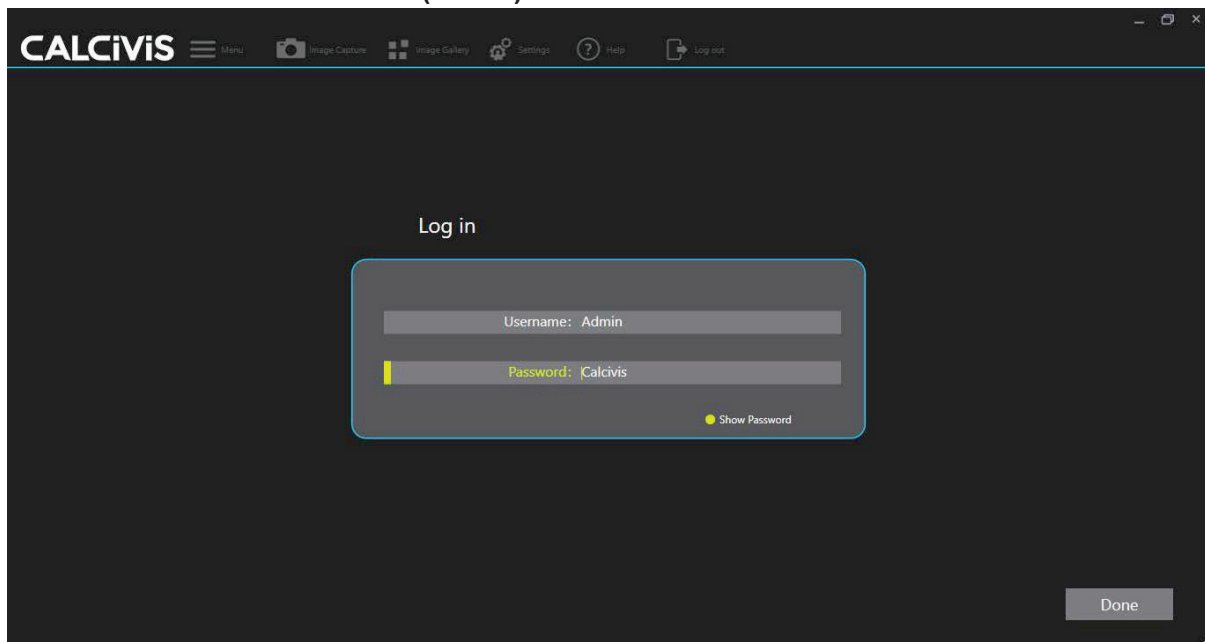 CALCiViS Menu Image Capture Image Gallery Settings ? Help Log out
Log in
Username: Admin
Password: Calcivis
Show Password
Done